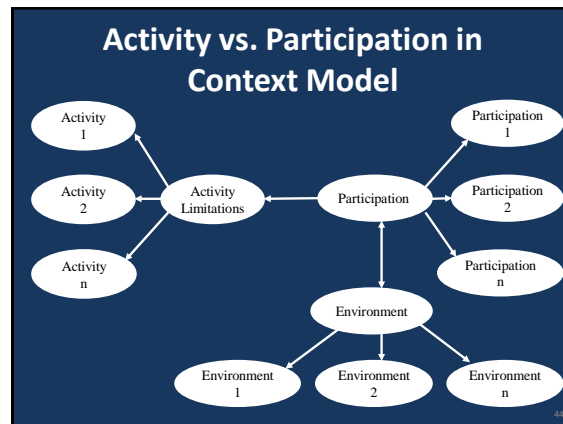 Activity vs. Participation in
Context Model
Activity
1
Participation
1
Activity
2
Activity
Limitations
Participation
Participation
2
Activity
n
Participation
n
Environment
Environment
1
Environment
2
Environment
n
44